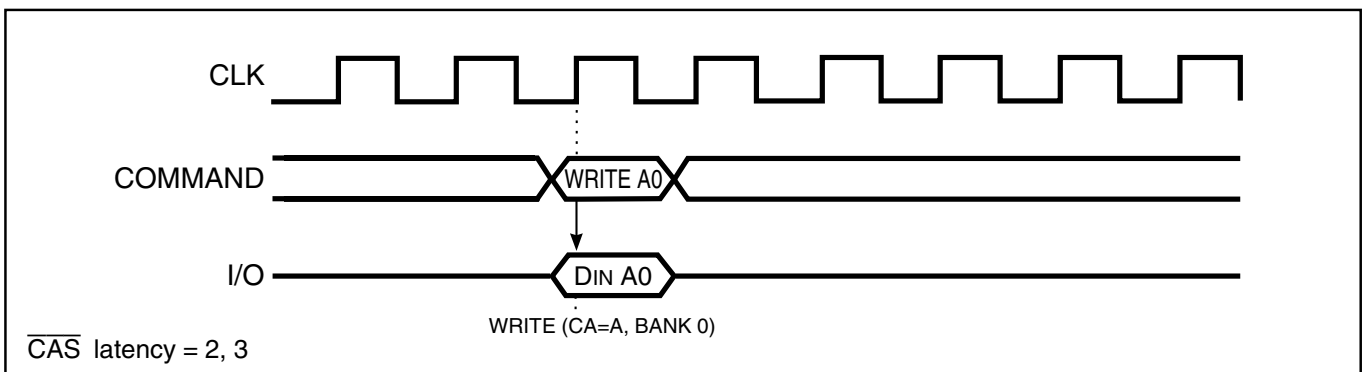 CLK
COMMAND
WRITE A0
I/O
DIN A0
WRITE (CA=A, BANK 0)
CAS latency = 2, 3